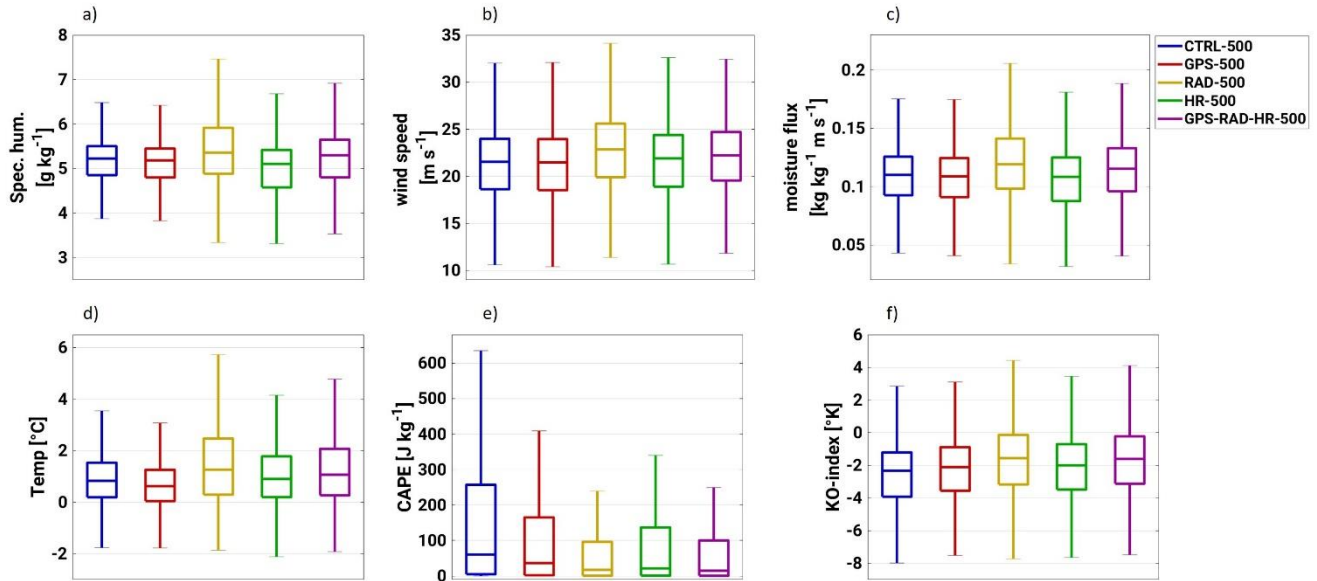 a)
8
7
6
5
4
3
Spec. hum.
[g kg⁻¹]
b)
35
30
25
20
15
10
wind speed
[m s⁻¹]
c)
0.2
0.15
0.1
0.05
moisture flux
[kg kg⁻¹ m s⁻¹]
CTRL-500
GPS-500
RAD-500
HR-500
GPS-RAD-HR-500
d)
6
4
2
0
-2
Temp [°C]
e)
600
500
400
300
200
100
0
CAPE [J kg⁻¹]
f)
6
4
2
0
-2
-4
-6
-8
KO-index [°K]